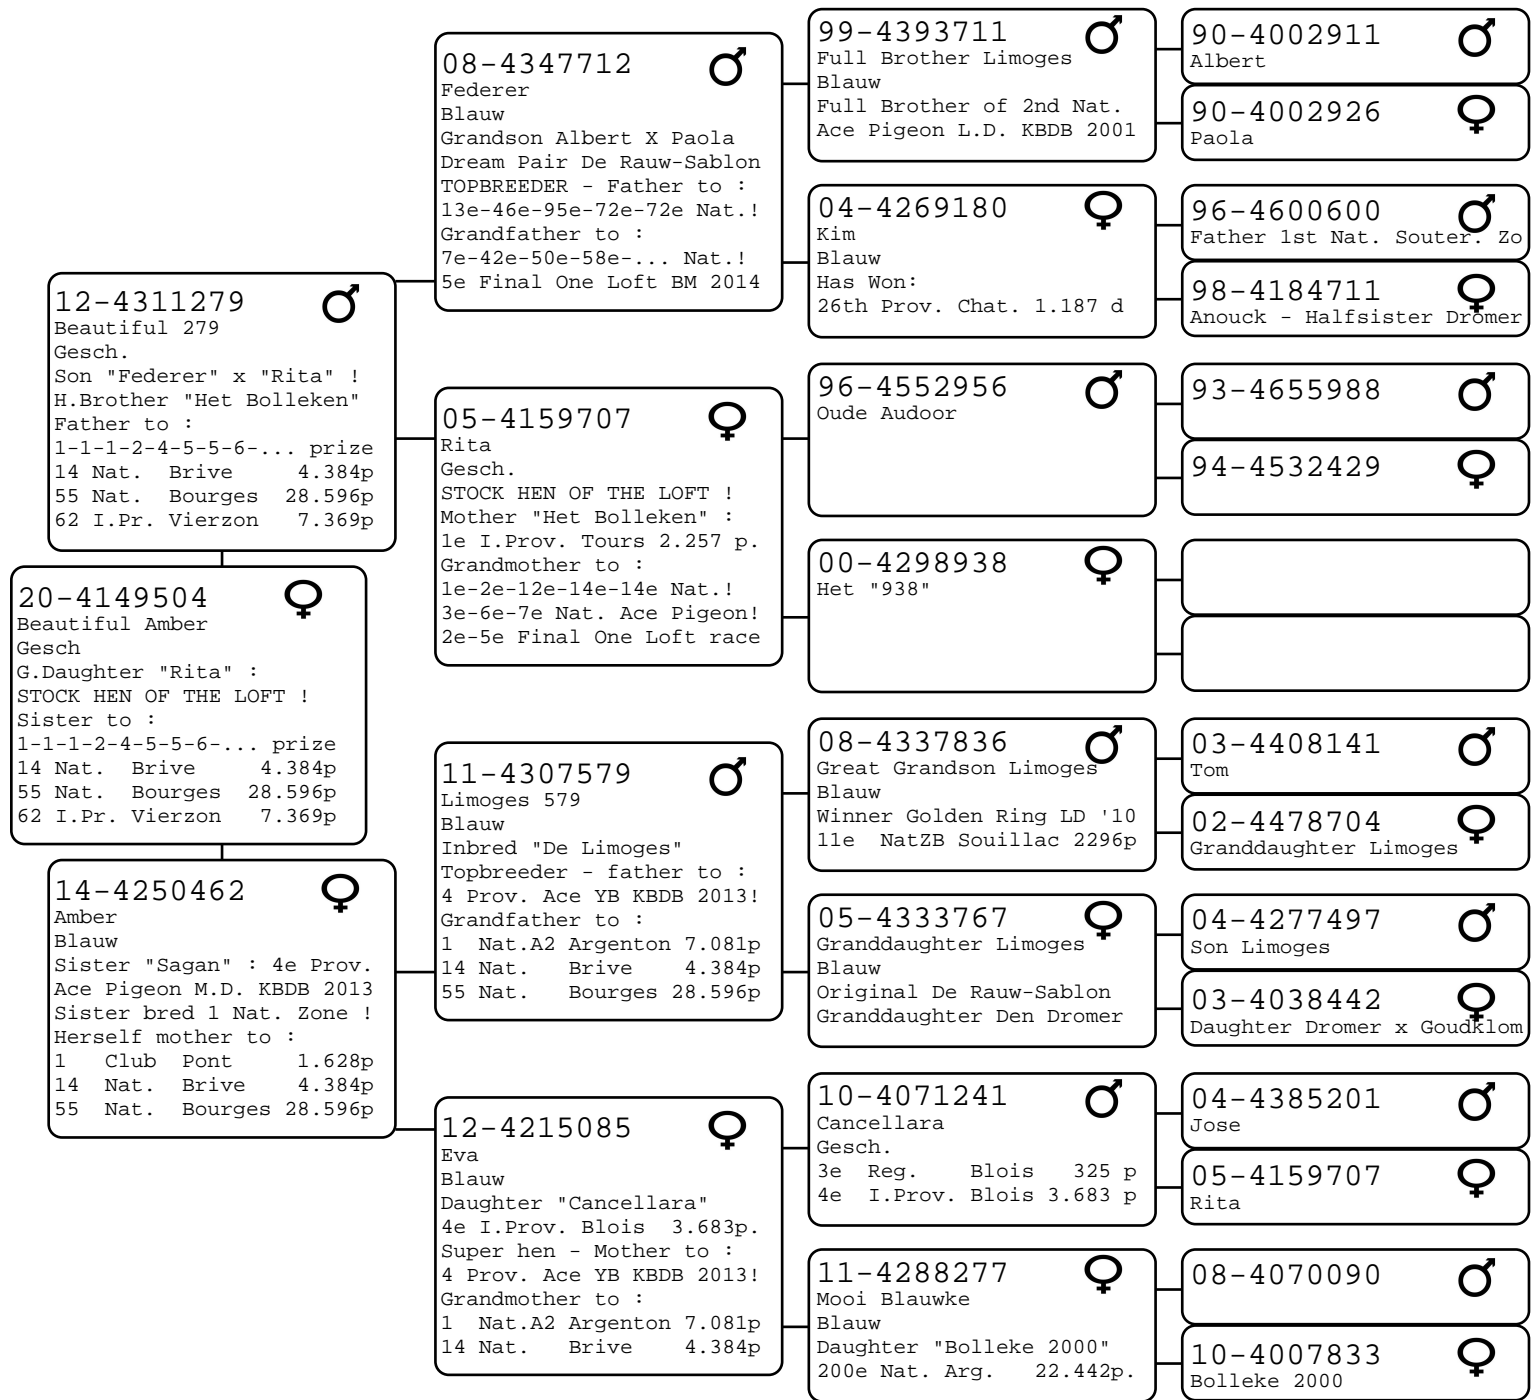 20-4149504
Beautiful Amber
Gesch
G.Daughter "Rita" :
STOCK HEN OF THE LOFT !
Sister to :
1-1-1-2-4-5-5-6-... prize
14 Nat.  Brive     4.384p
55 Nat.  Bourges  28.596p
62 I.Pr. Vierzon   7.369p
12-4311279
Beautiful 279
Gesch.
Son "Federer" x "Rita" !
H.Brother "Het Bolleken"
Father to :
1-1-1-2-4-5-5-6-... prize
14 Nat.  Brive     4.384p
55 Nat.  Bourges  28.596p
62 I.Pr. Vierzon   7.369p
14-4250462
Amber
Blauw
Sister "Sagan" : 4e Prov.
Ace Pigeon M.D. KBDB 2013
Sister bred 1 Nat. Zone !
Herself mother to :
1   Club  Pont     1.628p
14  Nat.  Brive    4.384p
55  Nat.  Bourges 28.596p
08-4347712
Federer
Blauw
Grandson Albert X Paola
Dream Pair De Rauw-Sablon
TOPBREEDER - Father to :
13e-46e-95e-72e-72e Nat.!
Grandfather to :
7e-42e-50e-58e-... Nat.!
5e Final One Loft BM 2014
05-4159707
Rita
Gesch.
STOCK HEN OF THE LOFT !
Mother "Het Bolleken" :
1e I.Prov. Tours 2.257 p.
Grandmother to :
1e-2e-12e-14e-14e Nat.!
3e-6e-7e Nat. Ace Pigeon!
2e-5e Final One Loft race
11-4307579
Limoges 579
Blauw
Inbred "De Limoges"
Topbreeder - father to :
4 Prov. Ace YB KBDB 2013!
Grandfather to :
1  Nat.A2 Argenton 7.081p
14 Nat.   Brive    4.384p
55 Nat.   Bourges 28.596p
12-4215085
Eva
Blauw
Daughter "Cancellara"
4e I.Prov. Blois  3.683p.
Super hen - Mother to :
4 Prov. Ace YB KBDB 2013!
Grandmother to :
1  Nat.A2 Argenton 7.081p
14 Nat.   Brive    4.384p
99-4393711
Full Brother Limoges
Blauw
Full Brother of 2nd Nat.
Ace Pigeon L.D. KBDB 2001
04-4269180
Kim
Blauw
Has Won:
26th Prov. Chat. 1.187 d
96-4552956
Oude Audoor
00-4298938
Het "938"
08-4337836
Great Grandson Limoges
Blauw
Winner Golden Ring LD '10
11e  NatZB Souillac 2296p
05-4333767
Granddaughter Limoges
Blauw
Original De Rauw-Sablon
Granddaughter Den Dromer
10-4071241
Cancellara
Gesch.
3e  Reg.    Blois   325 p
4e  I.Prov. Blois 3.683 p
11-4288277
Mooi Blauwke
Blauw
Daughter "Bolleke 2000"
200e Nat. Arg.   22.442p.
90-4002911
Albert
90-4002926
Paola
96-4600600
Father 1st Nat. Souter. Zo
98-4184711
Anouck - Halfsister Dromer
93-4655988
94-4532429
03-4408141
Tom
02-4478704
Granddaughter Limoges
04-4277497
Son Limoges
03-4038442
Daughter Dromer x Goudklom
04-4385201
Jose
05-4159707
Rita
08-4070090
10-4007833
Bolleke 2000